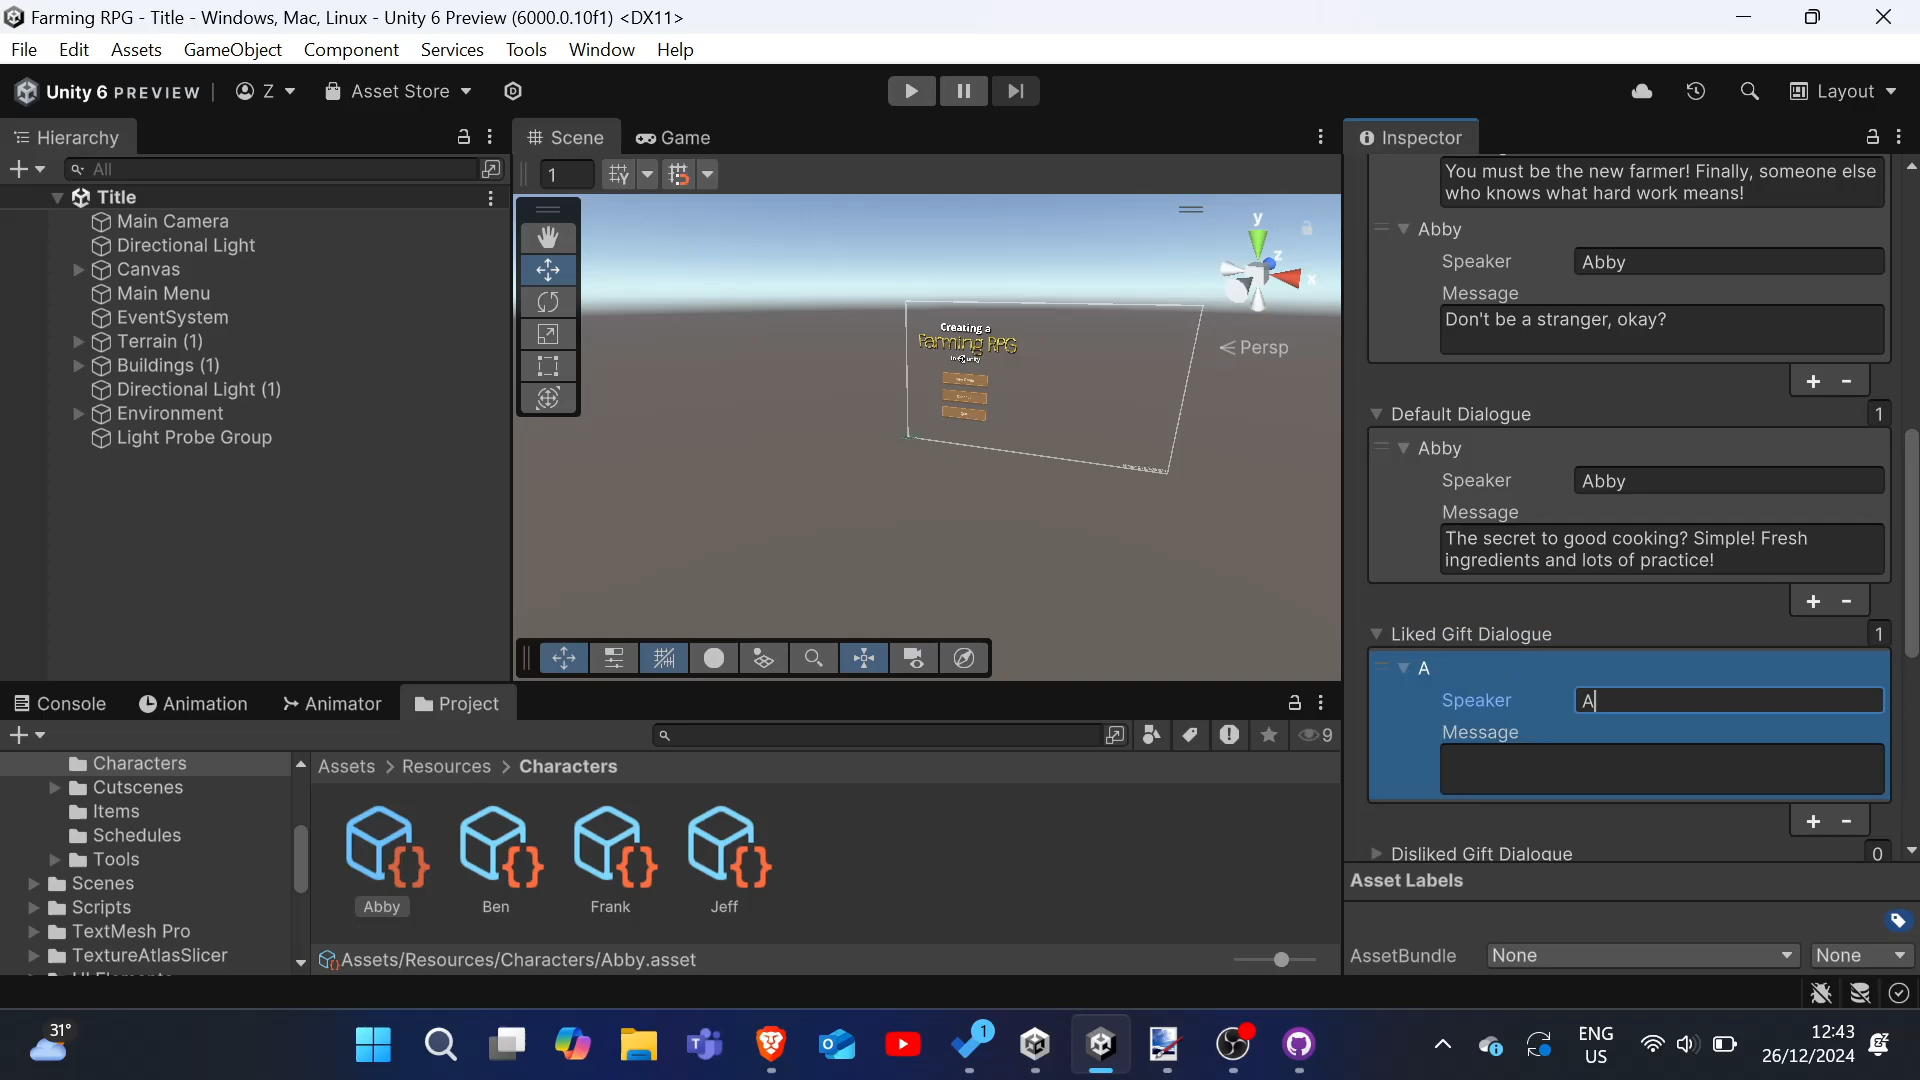 Farming RPG - Title - Windows, Mac, Linux - Unity 6 Preview (6000.0.10f1) <DX11>
File Edit Assets GameObject Component Services Tools Window Help
Unity 6 PREVIEW Z Asset Store Layout
Hierarchy
All
Title
Main Camera
Directional Light
Canvas
Main Menu
EventSystem
Terrain (1)
Buildings (1)
Directional Light (1)
Environment
Light Probe Group
Scene Game
1
y
z
x
Persp
Creating a
Farming RPG
in unity
Inspector
You must be the new farmer! Finally, someone else
who knows what hard work means!
Abby
Speaker Abby
Message
Don't be a stranger, okay?
+ -
Default Dialogue 1
Abby
Speaker Abby
Message
The secret to good cooking? Simple! Fresh
ingredients and lots of practice!
+ -
Liked Gift Dialogue 1
A
Speaker A
Message
+ -
Disliked Gift Dialogue 0
Asset Labels
AssetBundle None None
Console Animation Animator Project
9
Characters
Cutscenes
Items
Schedules
Tools
Scenes
Scripts
TextMesh Pro
TextureAtlasSlicer
Assets > Resources > Characters
Abby Ben Frank Jeff
Assets/Resources/Characters/Abby.asset
31°
1
ENG
US
12:43
26/12/2024